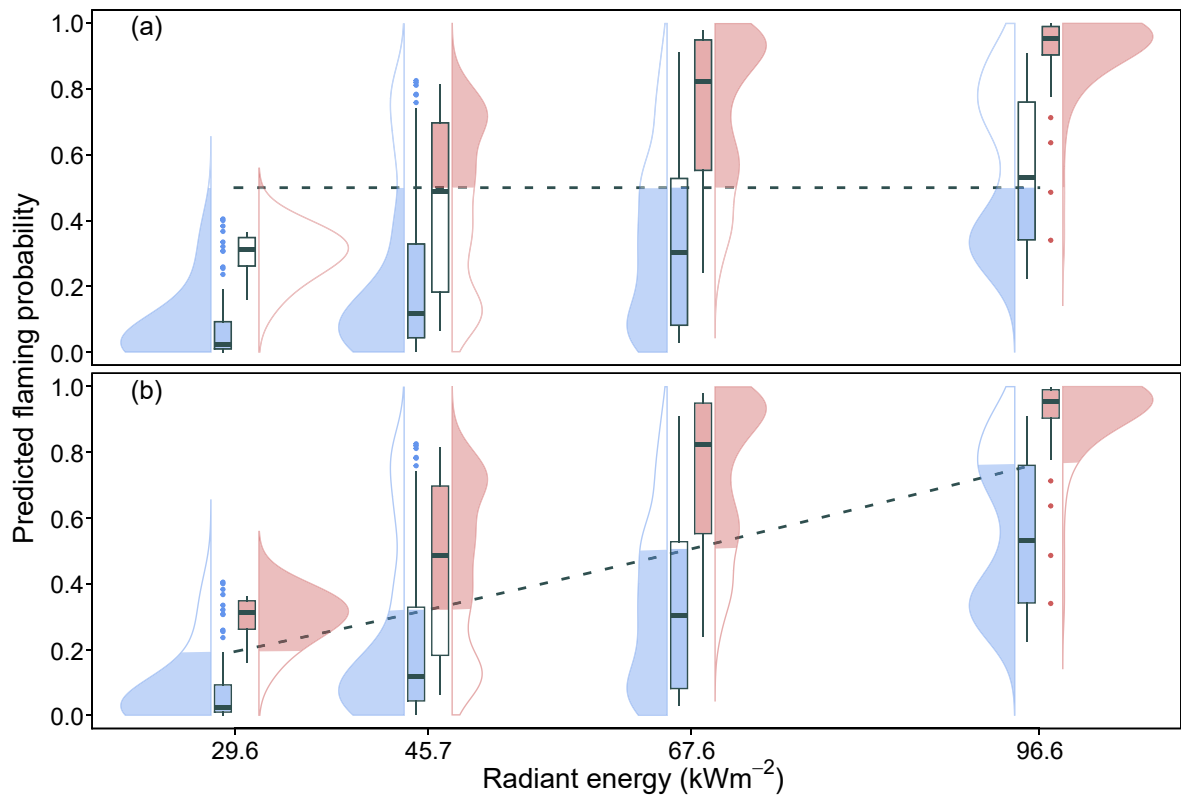 (a)
1.0
0.8
0.6
0.4
0.2
0.0
(b)
1.0
0.8
0.6
0.4
0.2
0.0
Predicted flaming probability
29.6 45.7 67.6 96.6
Radiant energy (kWm⁻²)